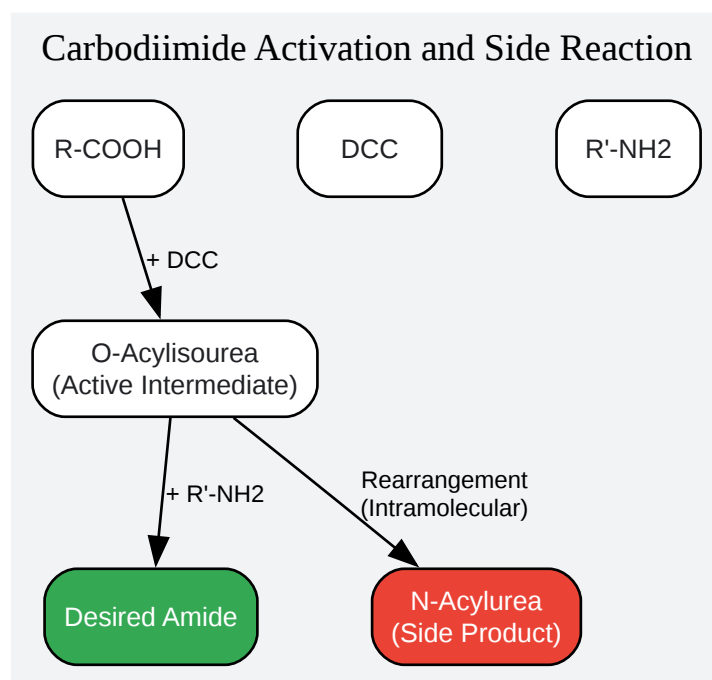 Carbodiimide Activation and Side Reaction
R-COOH
DCC
R'-NH2
+ DCC
O-Acylisourea
(Active Intermediate)
+ R'-NH2
Rearrangement
(Intramolecular)
Desired Amide
N-Acylurea
(Side Product)